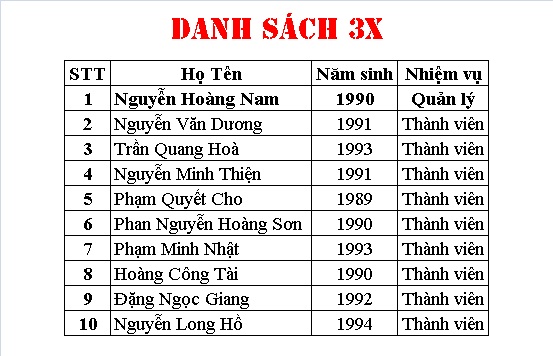 DANH SÁCH 3X
STT Họ Tên Năm sinh Nhiệm vụ
1 Nguyễn Hoàng Nam 1990 Quản lý
2 Nguyễn Văn Dương 1991 Thành viên
3 Trần Quang Hoà 1993 Thành viên
4 Nguyễn Minh Thiện 1991 Thành viên
5 Phạm Quyết Cho 1989 Thành viên
6 Phan Nguyễn Hoàng Sơn 1990 Thành viên
7 Phạm Minh Nhật 1993 Thành viên
8 Hoàng Công Tài 1990 Thành viên
9 Đặng Ngọc Giang 1992 Thành viên
10 Nguyễn Long Hồ 1994 Thành viên